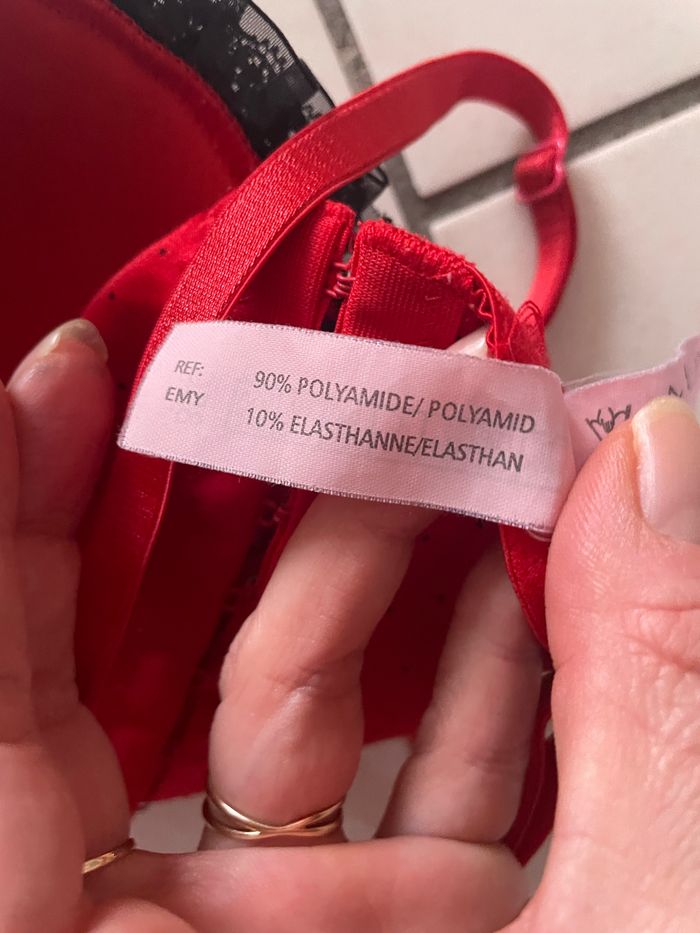 REF:
EMY
90% POLYAMIDE/ POLYAMID
10% ELASTHANNE/ELASTHAN